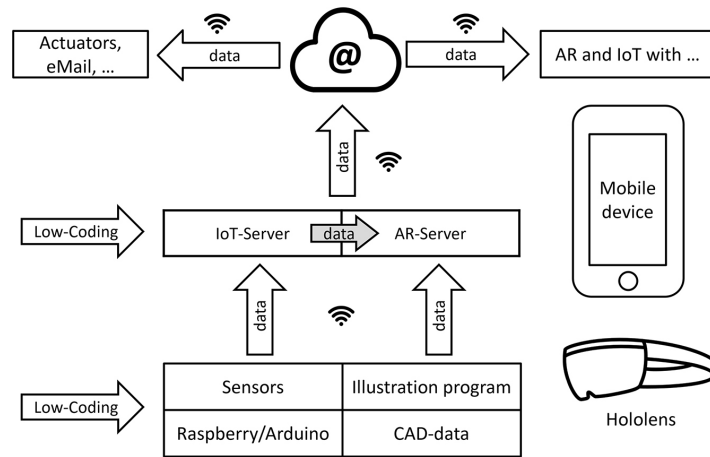 Actuators,
eMail, ...
data
@
data
AR and IoT with ...
data
Mobile
device
Low-Coding
IoT-Server
data
AR-Server
data
data
Low-Coding
Sensors
Illustration program
Raspberry/Arduino
CAD-data
Hololens